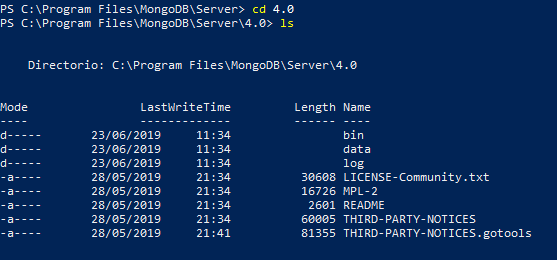 PS C:\Program Files\MongoDB\Server> cd 4.0
PS C:\Program Files\MongoDB\Server\4.0> ls
Directorio: C:\Program Files\MongoDB\Server\4.0
Mode LastWriteTime Length Name
---- ------------- ------ ----
d----- 23/06/2019 11:34 bin
d----- 23/06/2019 11:34 data
d----- 23/06/2019 11:34 log
-a---- 28/05/2019 21:34 30608 LICENSE-Community.txt
-a---- 28/05/2019 21:34 16726 MPL-2
-a---- 28/05/2019 21:34 2601 README
-a---- 28/05/2019 21:34 60005 THIRD-PARTY-NOTICES
-a---- 28/05/2019 21:41 81355 THIRD-PARTY-NOTICES.gotools